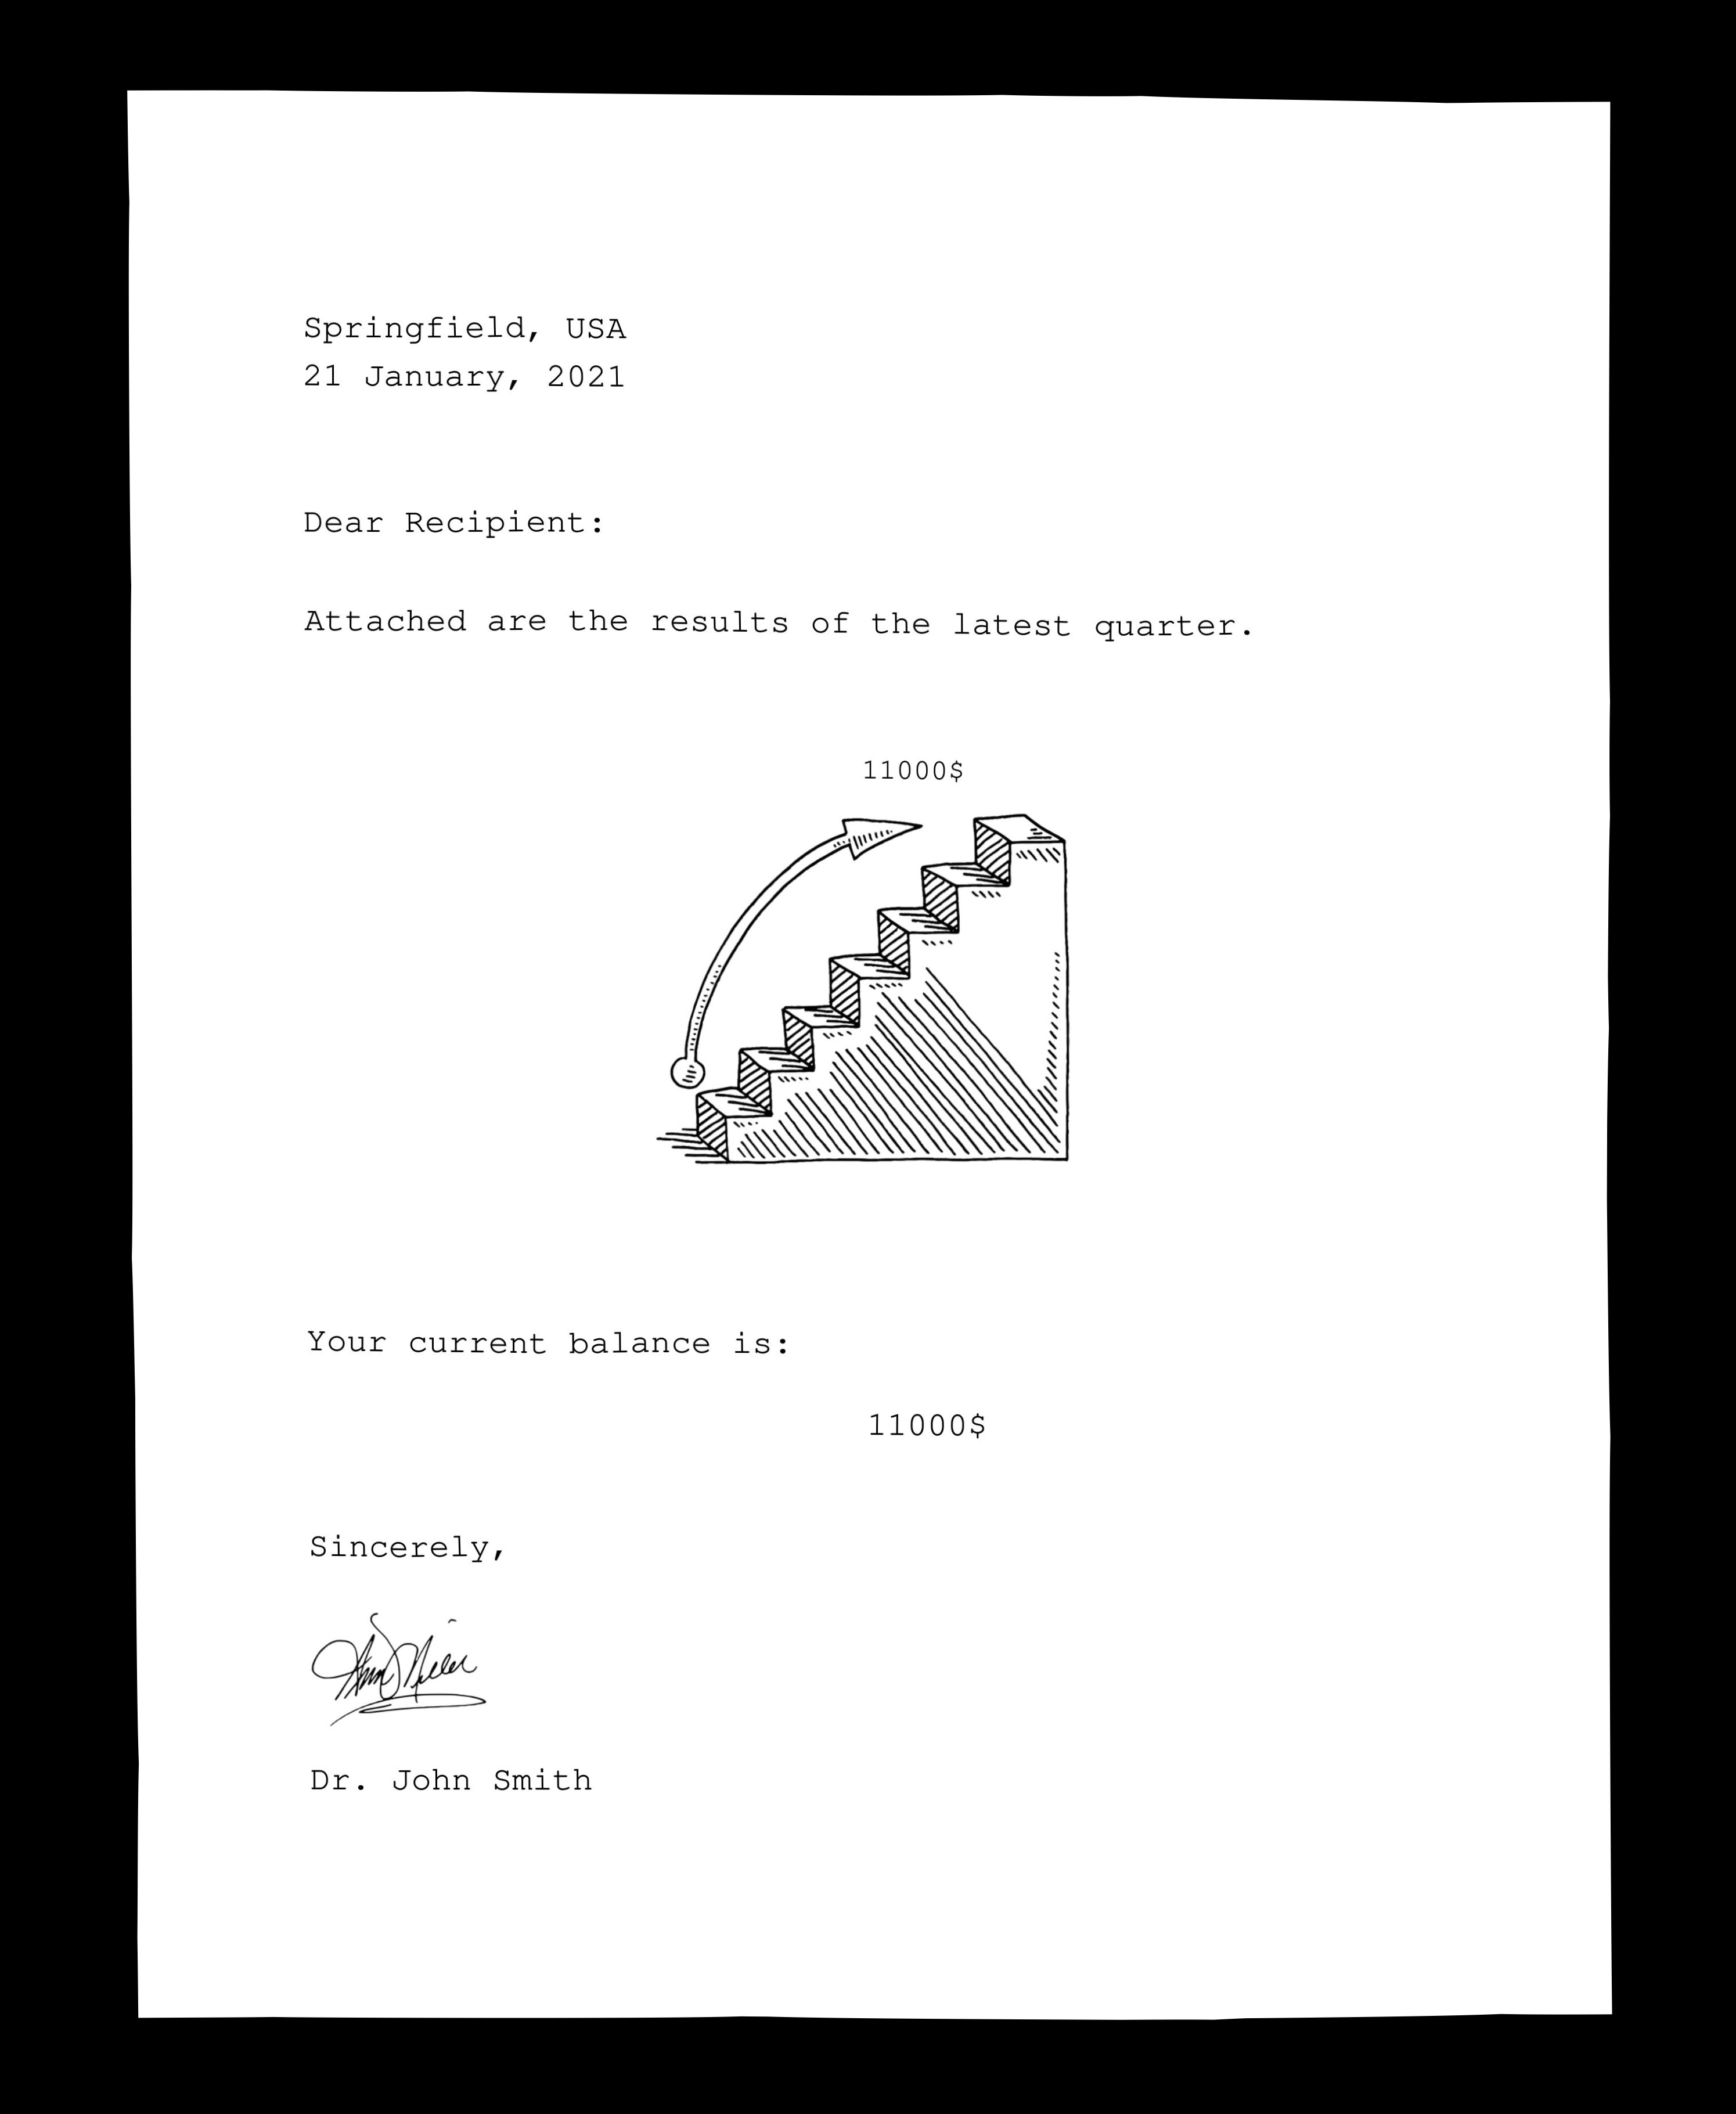 Springfield, USA
21 January, 2021
Dear Recipient:
Attached are the results of the latest quarter.
11000$
Your current balance is:
11000$
Sincerely,
Dr. John Smith